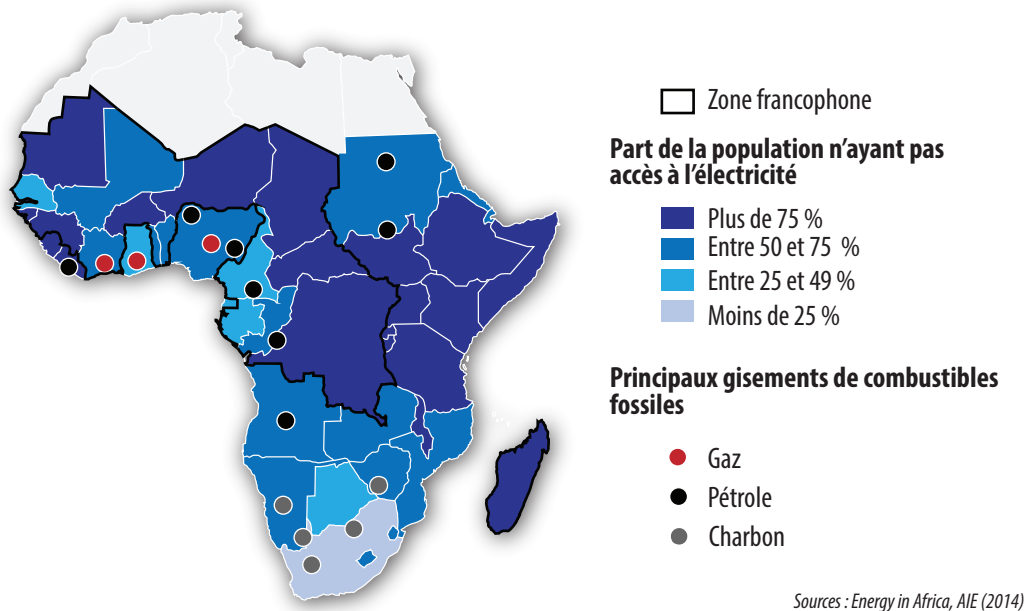 Zone francophone
Part de la population n'ayant pas
accès à l'électricité
Plus de 75 %
Entre 50 et 75 %
Entre 25 et 49 %
Moins de 25 %
Principaux gisements de combustibles
fossiles
Gaz
Pétrole
Charbon
Sources : Energy in Africa, AIE (2014)